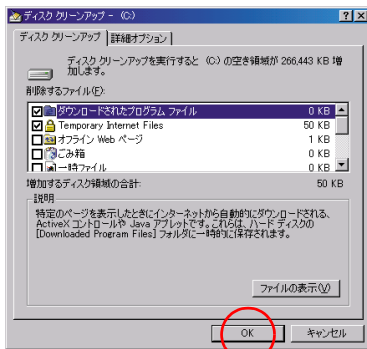 ディスク クリーンアップ - (C:)
ディスク クリーンアップ 詳細オプション
ディスク クリーンアップを実行すると (C:) の空き領域が 266,443 KB 増
加します。
削除するファイル(E):
ダウンロードされたプログラム ファイル 0 KB
Temporary Internet Files 50 KB
オフライン Web ページ 1 KB
ごみ箱 0 KB
一時ファイル 0 KB
増加するディスク領域の合計: 50 KB
説明
特定のページを表示したときにインターネットから自動的にダウンロードされる、
ActiveX コントロールや Java アプレットです。これらは、ハード ディスクの
[Downloaded Program Files] フォルダに一時的に保存されます。
ファイルの表示(V)
OK キャンセル